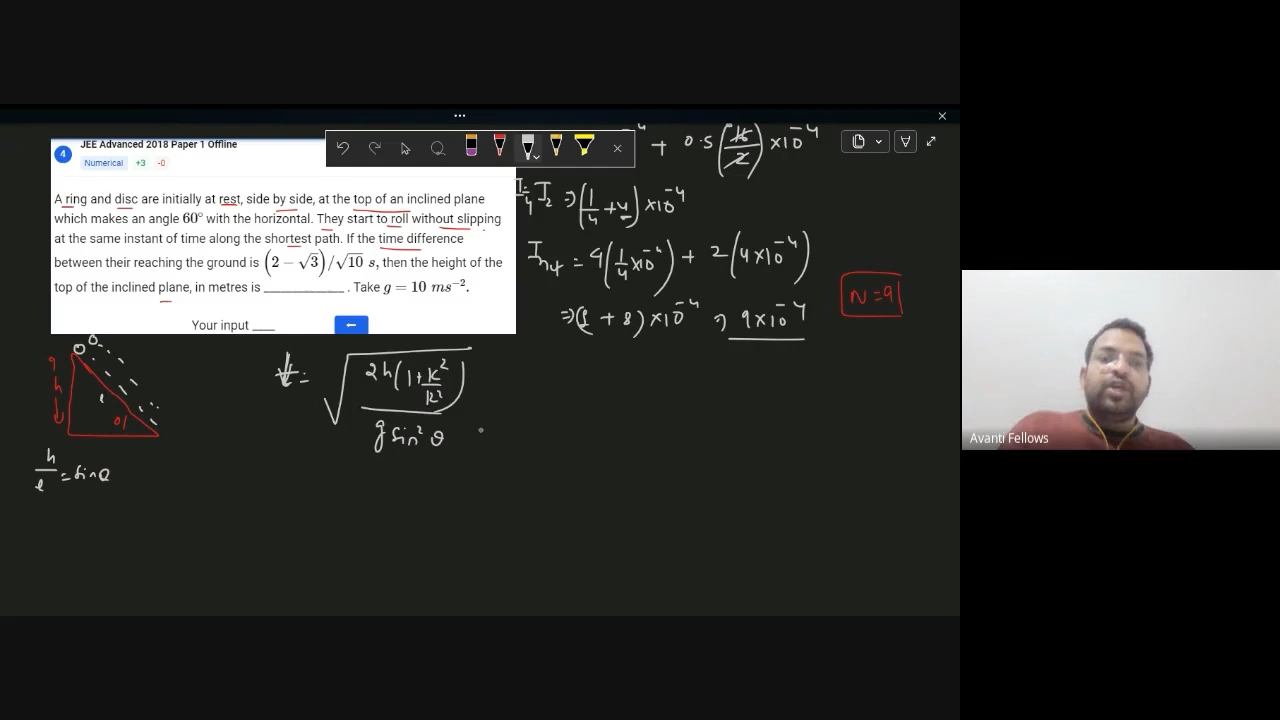 JEE Advanced 2018 Paper 1 Offline
4
Numerical +3 -0
A ring and disc are initially at rest, side by side, at the top of an inclined plane
which makes an angle 60° with the horizontal. They start to roll without slipping
at the same instant of time along the shortest path. If the time difference
between their reaching the ground is (2 − √3)/√10 s, then the height of the
top of the inclined plane, in metres is __________ . Take g = 10 ms⁻².
Your input ____
+ 0.5 (k/2) × 10⁻⁴
I₂ ⇒ (1/4 + 4) × 10⁻⁴
= 4(1/4 × 10⁻⁴) + 2(4 × 10⁻⁴)
⇒ ( + 8) × 10⁻⁴ ⇒ 9 × 10⁻⁴
N = 9
h
l
t = √(2h(1 + K²/R²) / g sin² θ)
h/l = sin θ
Avanti Fellows